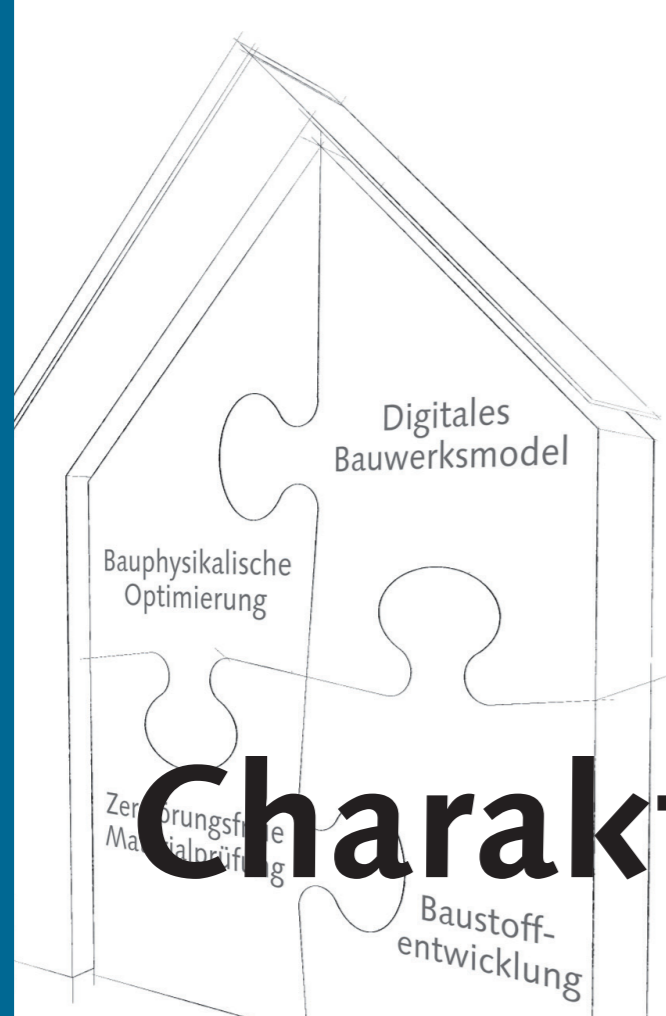 Digitales
Bauwerksmodel
Bauphysikalische
Optimierung
Charak
Baustoff-
entwicklung